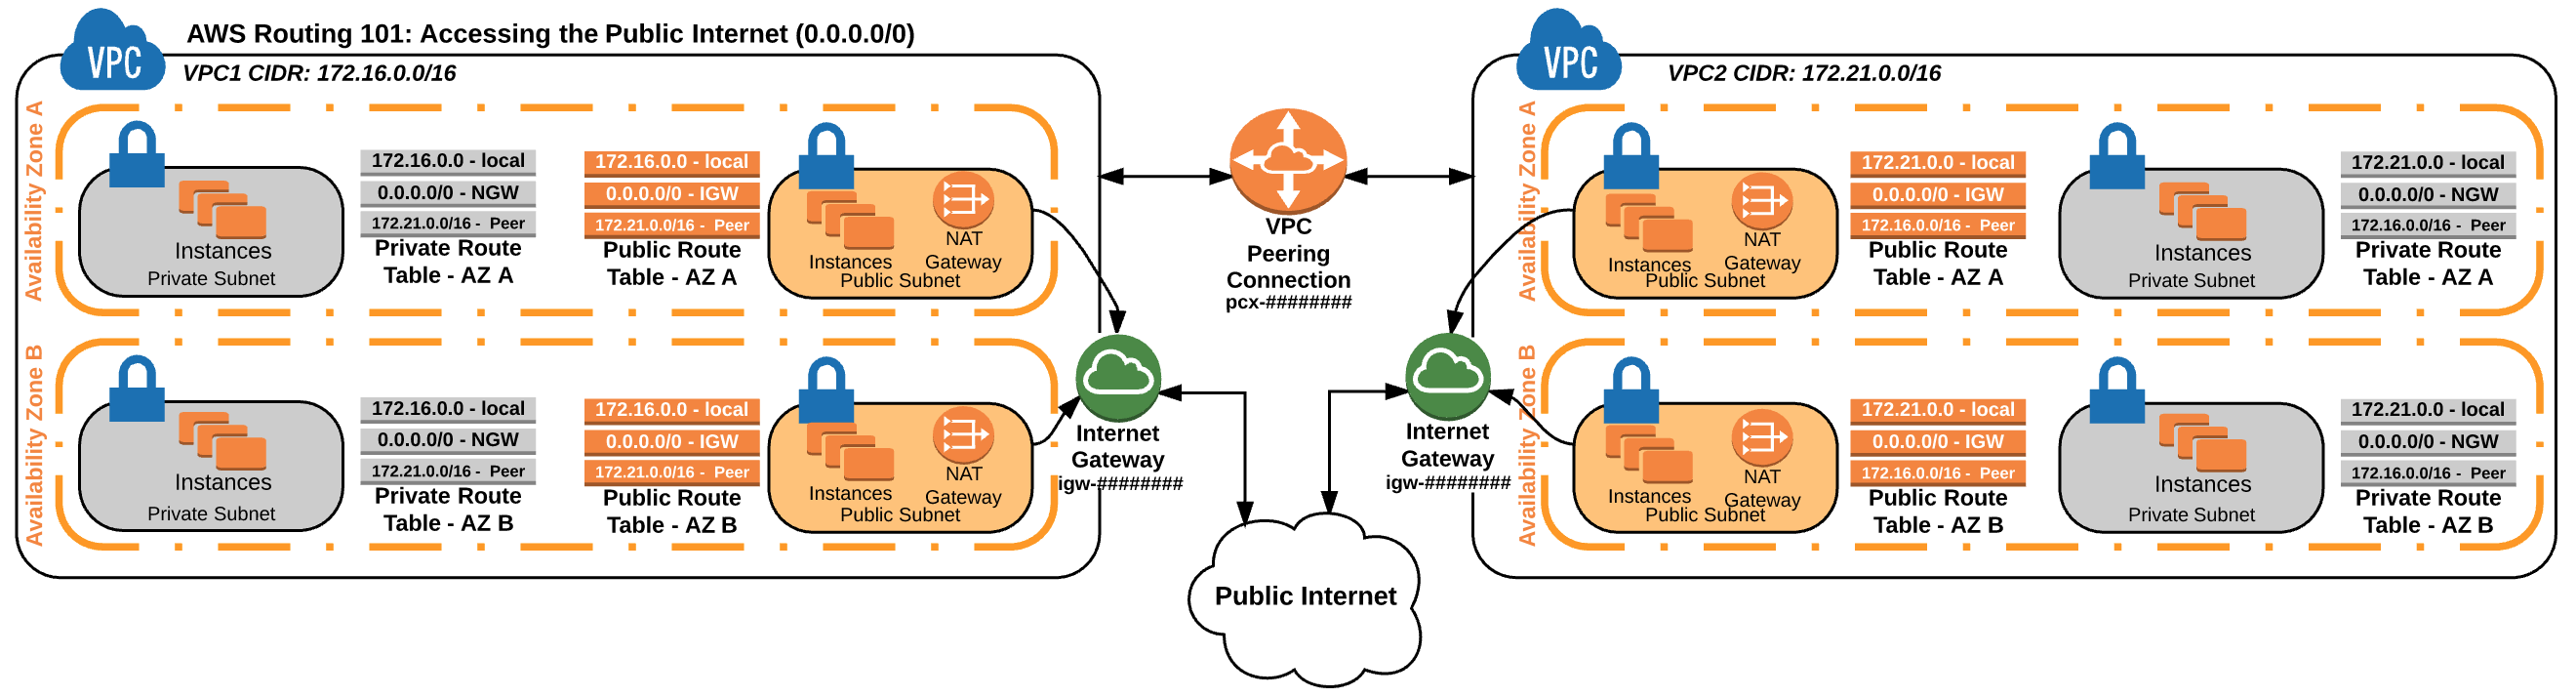 AWS Routing 101: Accessing the Public Internet (0.0.0.0/0)
VPC
VPC1 CIDR: 172.16.0.0/16
Availability Zone A
Instances
Private Subnet
172.16.0.0 - local
0.0.0.0/0 - NGW
172.21.0.0/16 - Peer
Private Route
Table - AZ A
172.16.0.0 - local
0.0.0.0/0 - IGW
172.21.0.0/16 - Peer
Public Route
Table - AZ A
Instances
NAT
Gateway
Public Subnet
Availability Zone B
Instances
Private Subnet
172.16.0.0 - local
0.0.0.0/0 - NGW
172.21.0.0/16 - Peer
Private Route
Table - AZ B
172.16.0.0 - local
0.0.0.0/0 - IGW
172.21.0.0/16 - Peer
Public Route
Table - AZ B
Instances
NAT
Gateway
Public Subnet
Internet
Gateway
igw-########
VPC
Peering
Connection
pcx-########
Public Internet
Internet
Gateway
igw-########
VPC
VPC2 CIDR: 172.21.0.0/16
Availability Zone A
Instances
NAT
Gateway
Public Subnet
172.21.0.0 - local
0.0.0.0/0 - IGW
172.16.0.0/16 - Peer
Public Route
Table - AZ A
Instances
Private Subnet
172.21.0.0 - local
0.0.0.0/0 - NGW
172.16.0.0/16 - Peer
Private Route
Table - AZ A
Availability Zone B
Instances
NAT
Gateway
Public Subnet
172.21.0.0 - local
0.0.0.0/0 - IGW
172.16.0.0/16 - Peer
Public Route
Table - AZ B
Instances
Private Subnet
172.21.0.0 - local
0.0.0.0/0 - NGW
172.16.0.0/16 - Peer
Private Route
Table - AZ B